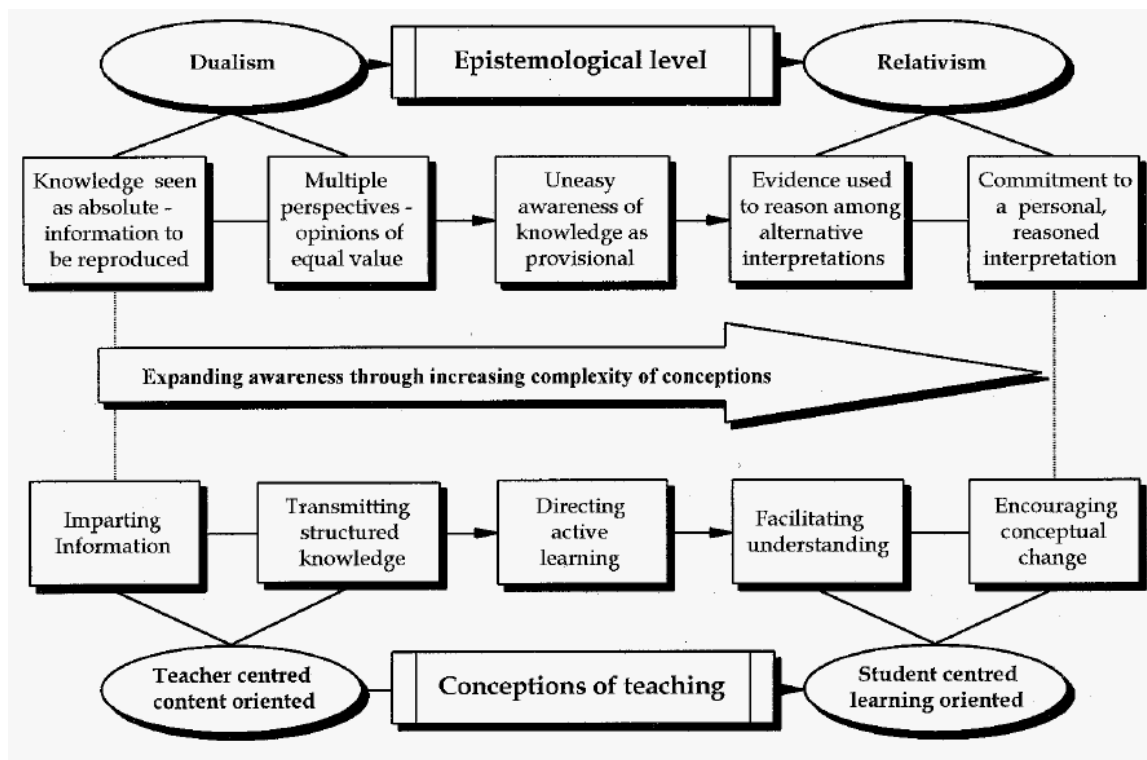 Dualism
Epistemological level
Relativism
Knowledge seen
as absolute -
information to
be reproduced
Multiple
perspectives -
opinions of
equal value
Uneasy
awareness of
knowledge as
provisional
Evidence used
to reason among
alternative
interpretations
Commitment to
a personal,
reasoned
interpretation
Expanding awareness through increasing complexity of conceptions
Imparting
Information
Transmitting
structured
knowledge
Directing
active
learning
Facilitating
understanding
Encouraging
conceptual
change
Teacher centred
content oriented
Conceptions of teaching
Student centred
learning oriented